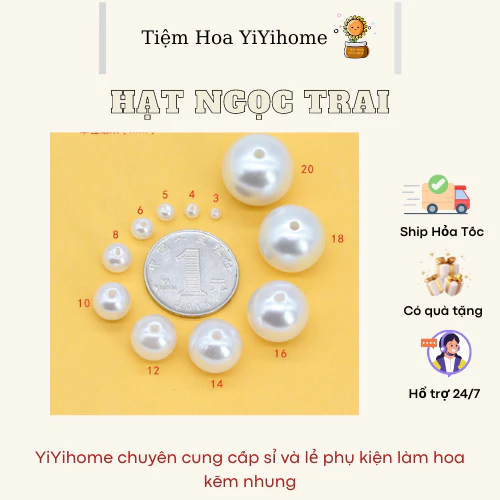 Tiệm Hoa YiYihome
HẠT NGỌC TRAI
20
3
4
5
6
18
8
10
1
16
12
14
Ship Hỏa Tốc
Có quà tặng
Hổ trợ 24/7
YiYihome chuyên cung cấp sỉ và lẻ phụ kiện làm hoa
kẽm nhung